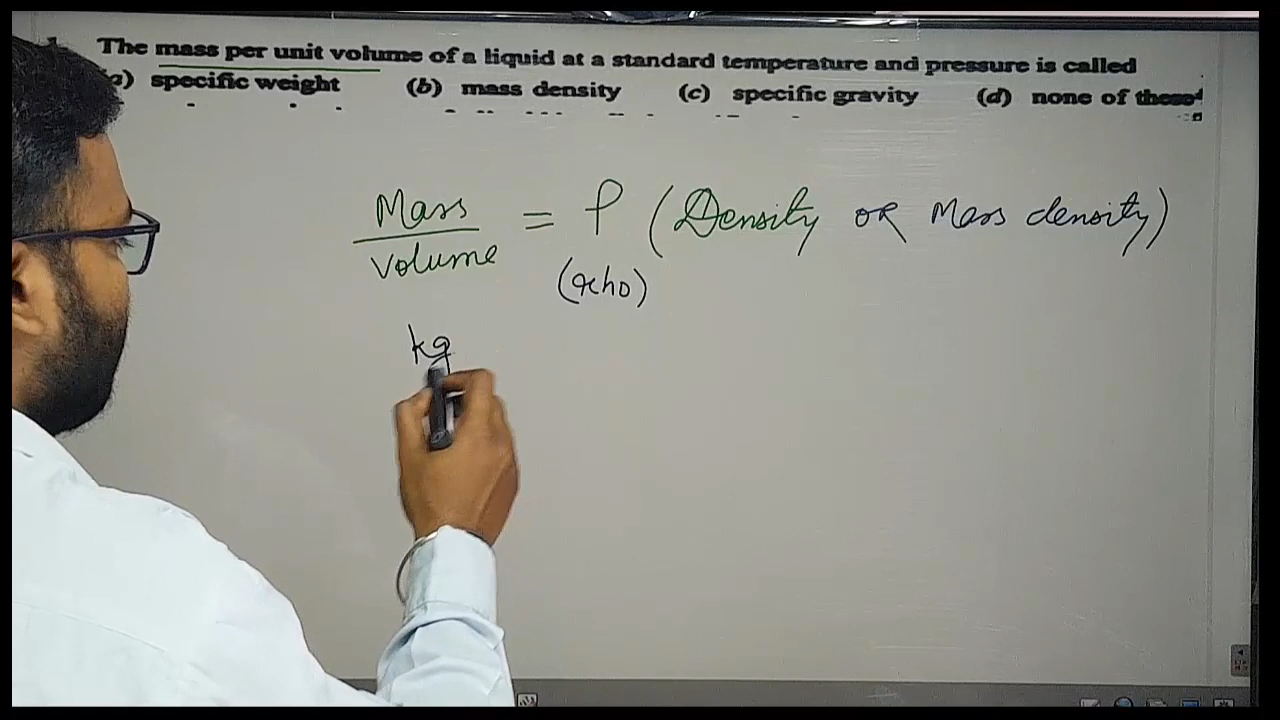 The mass per unit volume of a liquid at a standard temperature and pressure is called
a) specific weight (b) mass density (c) specific gravity (d) none of these
Mass = ρ (Density OR Mass density)
Volume (rho)
kg